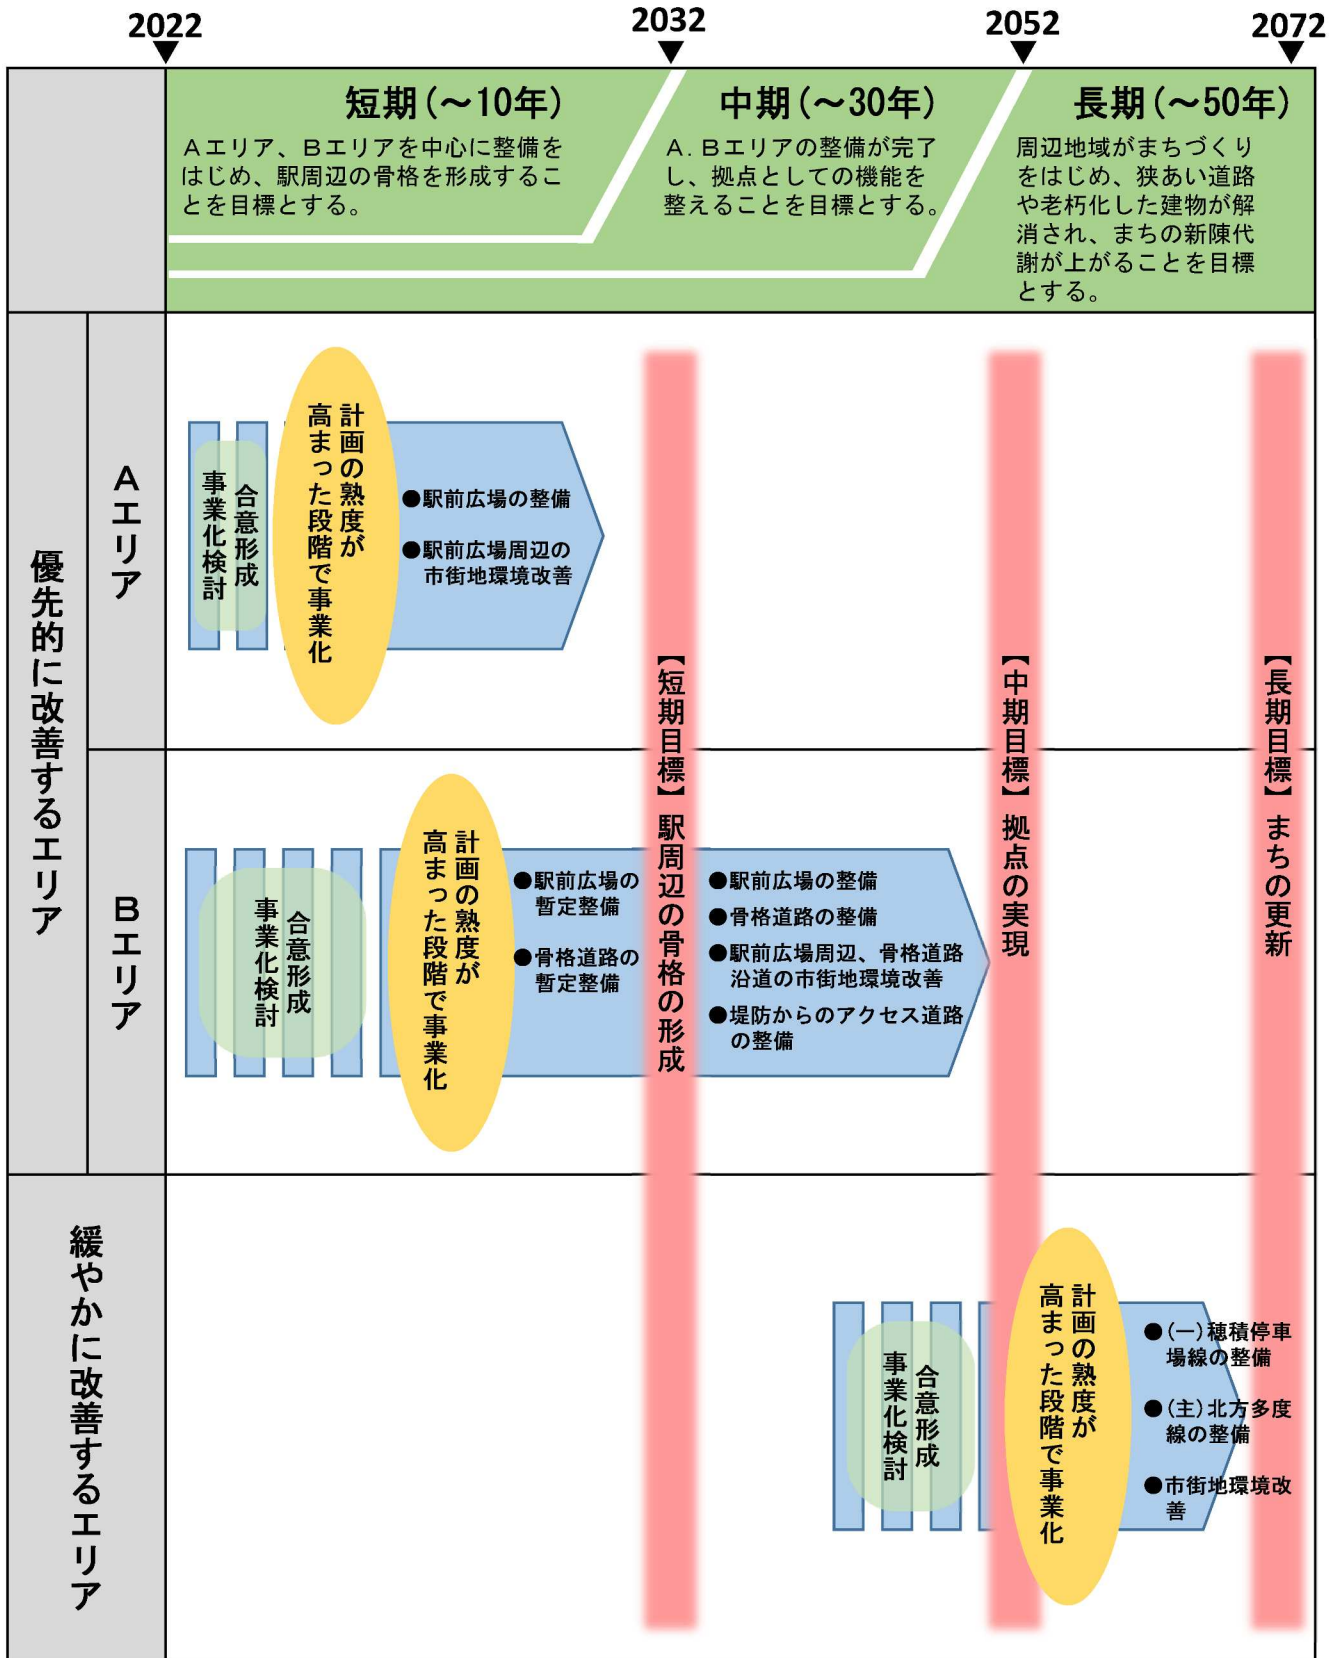 2022
2032
2052
2072
短期(～10年)
Aエリア、Bエリアを中心に整備を
はじめ、駅周辺の骨格を形成するこ
とを目標とする。
中期(～30年)
A.Bエリアの整備が完了
し、拠点としての機能を
整えることを目標とする。
長期(～50年)
周辺地域がまちづくり
をはじめ、狭あい道路
や老朽化した建物が解
消され、まちの新陳代
謝が上がることを目標
とする。
優先的に改善するエリア
Aエリア
合意形成
事業化検討
計画の熟度が
高まった段階で事業化
●駅前広場の整備
●駅前広場周辺の
市街地環境改善
Bエリア
合意形成
事業化検討
計画の熟度が
高まった段階で事業化
●駅前広場の
暫定整備
●骨格道路の
暫定整備
●駅前広場の整備
●骨格道路の整備
●駅前広場周辺、骨格道路
沿道の市街地環境改善
●堤防からのアクセス道路
の整備
【短期目標】駅周辺の骨格の形成
【中期目標】拠点の実現
【長期目標】まちの更新
緩やかに改善するエリア
合意形成
事業化検討
計画の熟度が
高まった段階で事業化
●(一)穂積停車
場線の整備
●(主)北方多度
線の整備
●市街地環境改
善